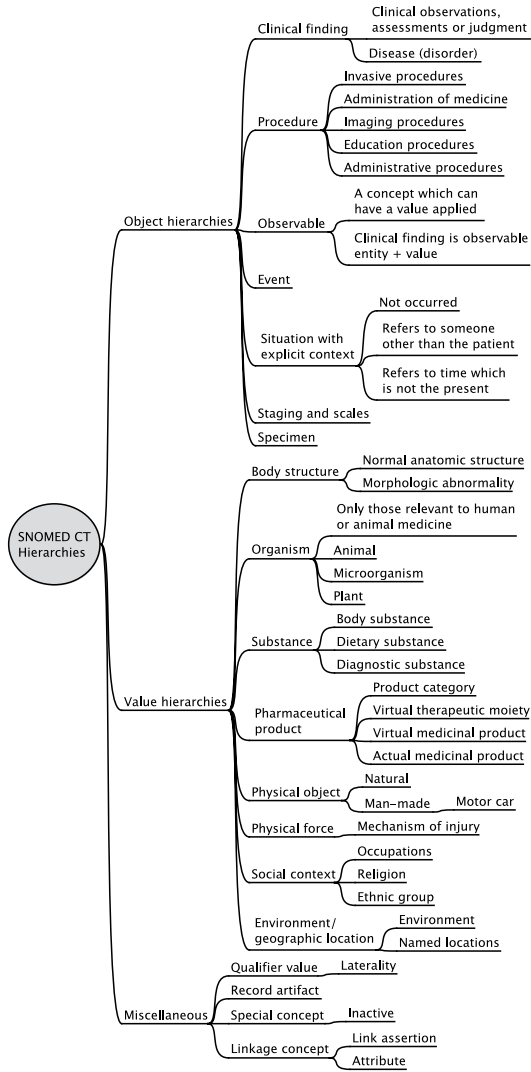 Clinical finding
Clinical observations,
assessments or judgment
Disease (disorder)
Procedure
Invasive procedures
Administration of medicine
Imaging procedures
Education procedures
Administrative procedures
Object hierarchies
Observable
A concept which can
have a value applied
Clinical finding is observable
entity + value
Event
Situation with
explicit context
Not occurred
Refers to someone
other than the patient
Refers to time which
is not the present
Staging and scales
Specimen
SNOMED CT
Hierarchies
Body structure
Normal anatomic structure
Morphologic abnormality
Organism
Only those relevant to human
or animal medicine
Animal
Microorganism
Plant
Substance
Body substance
Dietary substance
Diagnostic substance
Value hierarchies
Pharmaceutical
product
Product category
Virtual therapeutic moiety
Virtual medicinal product
Actual medicinal product
Physical object
Natural
Man-made
Motor car
Physical force
Mechanism of injury
Social context
Occupations
Religion
Ethnic group
Environment/
geographic location
Environment
Named locations
Miscellaneous
Qualifier value
Laterality
Record artifact
Special concept
Inactive
Linkage concept
Link assertion
Attribute